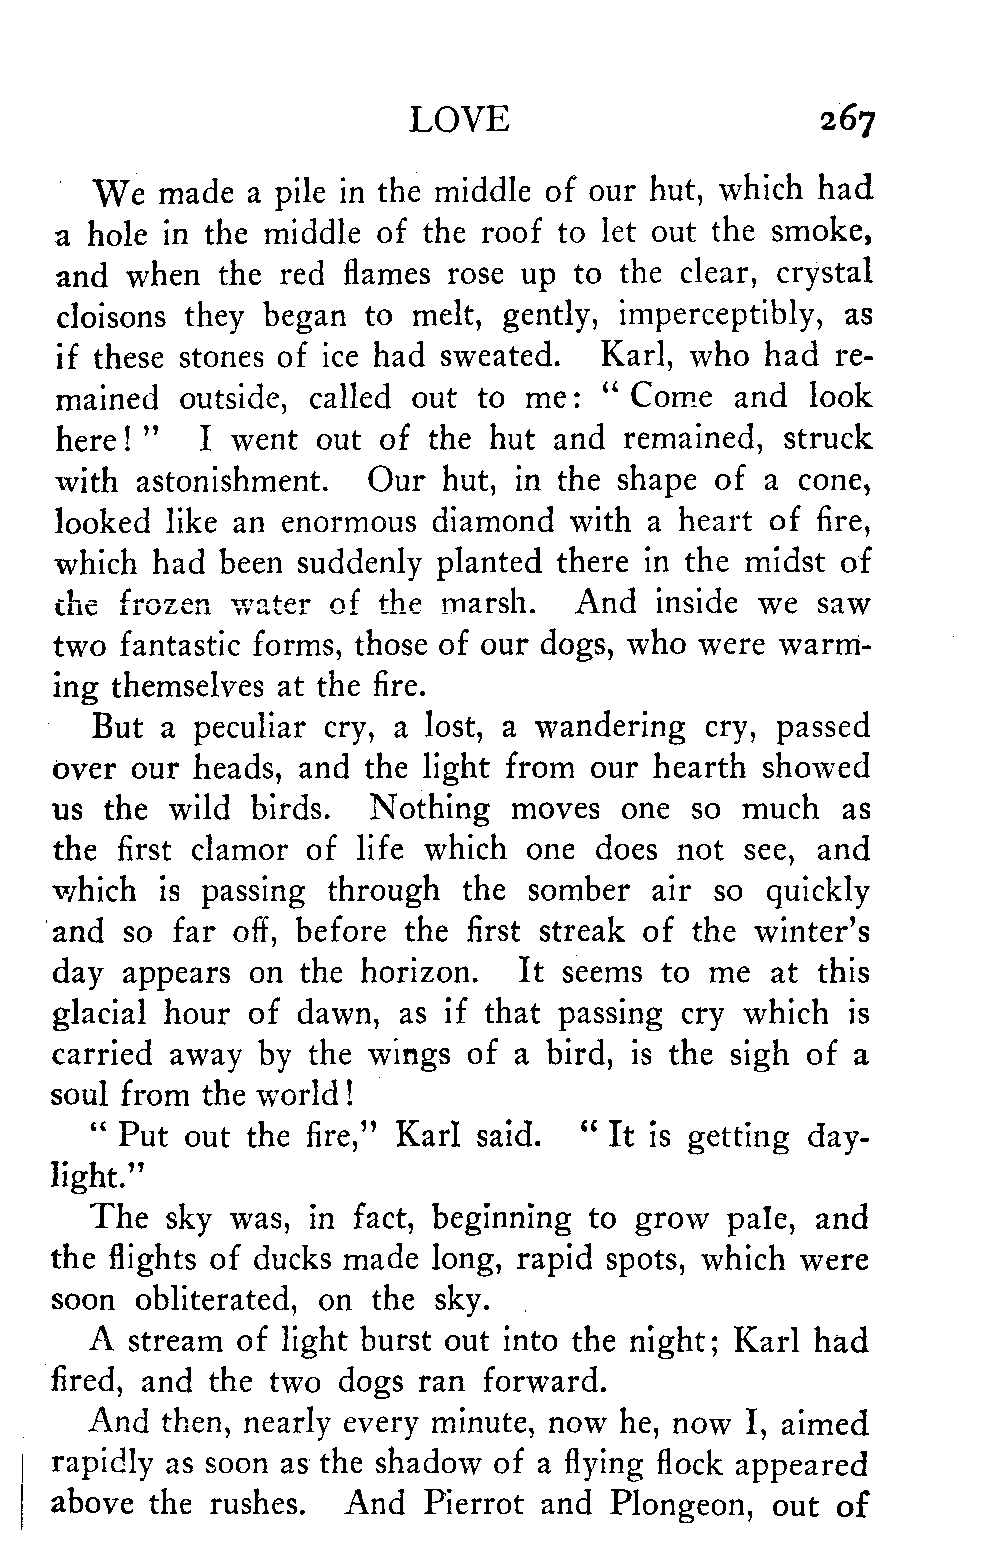 LOVE 267
We made a pile in the middle of our hut, which had
a hole in the middle of the roof to let out the smoke,
and when the red flames rose up to the clear, crystal
cloisons they began to melt, gently, imperceptibly, as
if these stones of ice had sweated. Karl, who had re-
mained outside, called out to me: “ Come and look
here! ” I went out of the hut and remained, struck
with astonishment. Our hut, in the shape of a cone,
looked like an enormous diamond with a heart of fire,
which had been suddenly planted there in the midst of
the frozen water of the marsh. And inside we saw
two fantastic forms, those of our dogs, who were warm-
ing themselves at the fire.
But a peculiar cry, a lost, a wandering cry, passed
over our heads, and the light from our hearth showed
us the wild birds. Nothing moves one so much as
the first clamor of life which one does not see, and
which is passing through the somber air so quickly
and so far off, before the first streak of the winter’s
day appears on the horizon. It seems to me at this
glacial hour of dawn, as if that passing cry which is
carried away by the wings of a bird, is the sigh of a
soul from the world!
“ Put out the fire,” Karl said. “ It is getting day-
light.”
The sky was, in fact, beginning to grow pale, and
the flights of ducks made long, rapid spots, which were
soon obliterated, on the sky.
A stream of light burst out into the night; Karl had
fired, and the two dogs ran forward.
And then, nearly every minute, now he, now I, aimed
rapidly as soon as the shadow of a flying flock appeared
above the rushes. And Pierrot and Plongeon, out of